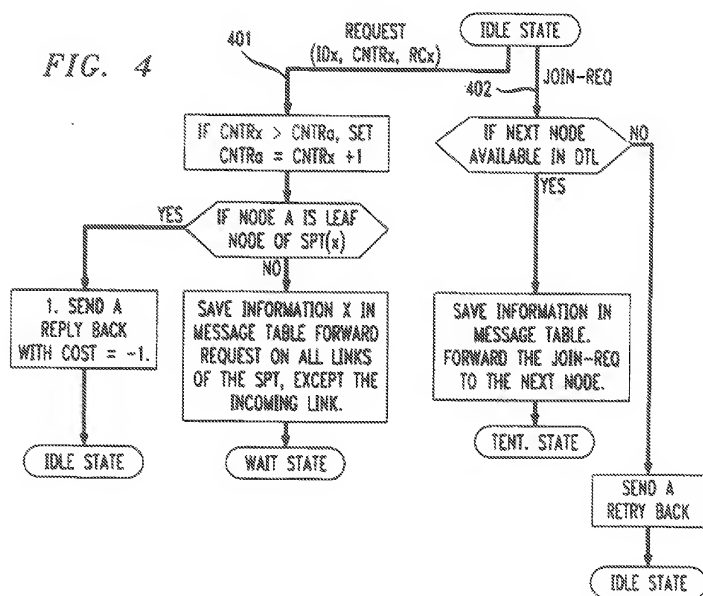 FIG. 4
401
REQUEST
(IDx, CNTRx, RCx)
IDLE STATE
402
JOIN-REQ
IF CNTRx > CNTRa, SET
CNTRa = CNTRx +1
IF NEXT NODE
AVAILABLE IN DTL
NO
YES
YES
IF NODE A IS LEAF
NODE OF SPT(x)
NO
1. SEND A
REPLY BACK
WITH COST = -1.
SAVE INFORMATION X IN
MESSAGE TABLE FORWARD
REQUEST ON ALL LINKS
OF THE SPT, EXCEPT THE
INCOMING LINK.
SAVE INFORMATION IN
MESSAGE TABLE.
FORWARD THE JOIN-REQ
TO THE NEXT NODE.
IDLE STATE
WAIT STATE
TENT. STATE
SEND A
RETRY BACK
IDLE STATE